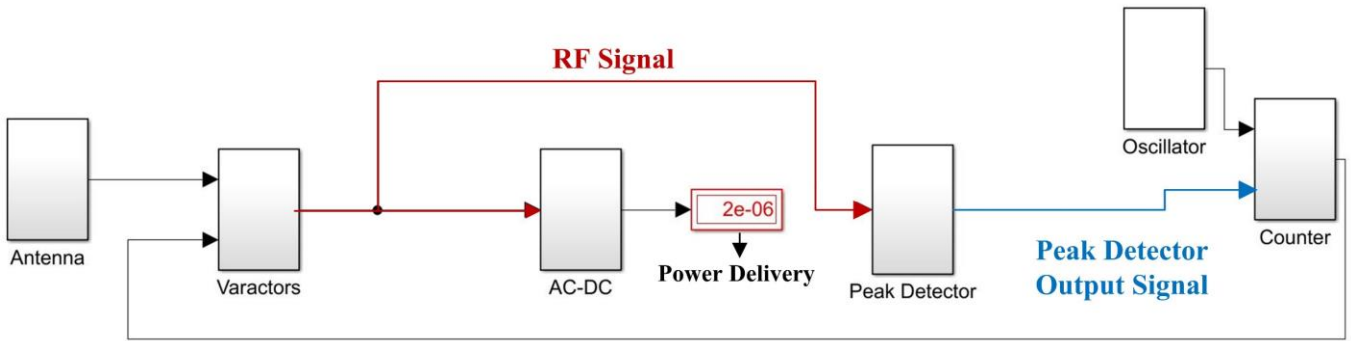 RF Signal
Oscillator
Antenna
Varactors
AC-DC
2e-06
Power Delivery
Peak Detector
Peak Detector
Output Signal
Counter